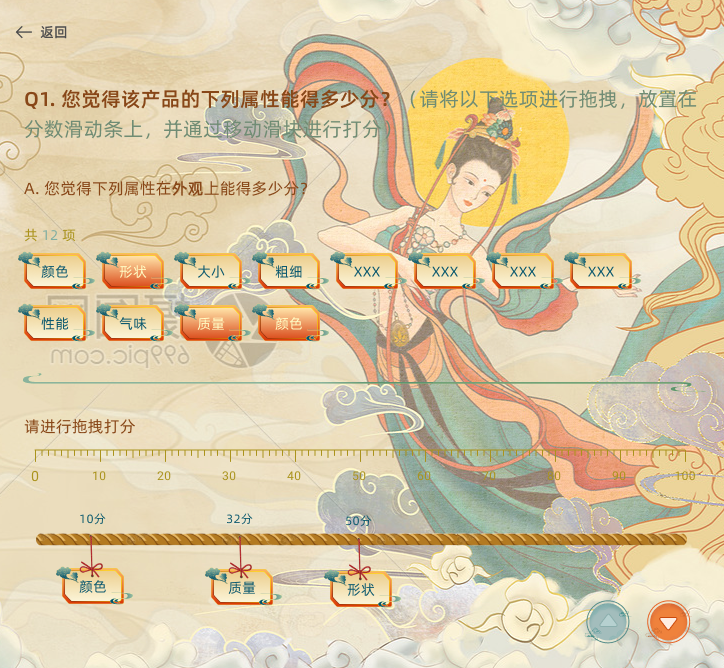 返回
Q1. 您觉得该产品的下列属性能得多少分？（请将以下选项进行拖拽，放置在
分数滑动条上，并通过移动滑块进行打分）
A. 您觉得下列属性在外观上能得多少分？
共 12 项
颜色 形状 大小 粗细 XXX XXX XXX XXX
性能 气味 质量 颜色
699pic.com
请进行拖拽打分
0 10 20 30 40 50 60 70 80 90 100
10分 32分 50分
颜色 质量 形状